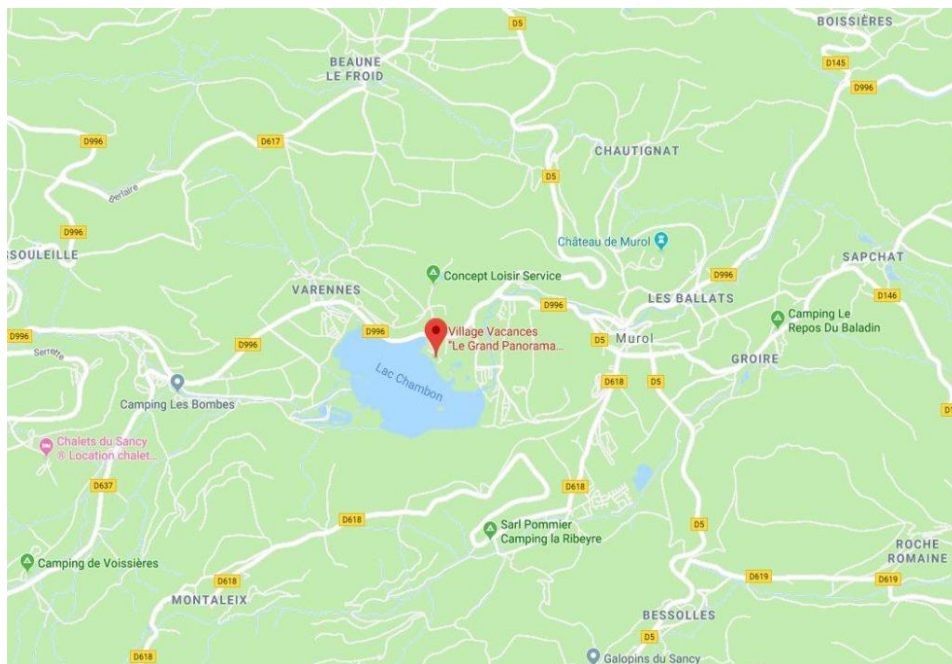 D5
BOISSIÈRES
BEAUNE
LE FROID
D145
D996
D996
D617
CHAUTIGNAT
D5
Berlaire
D996
SSOULEILLE
Château de Murol
SAPCHAT
Concept Loisir Service
VARENNES
D996
D146
LES BALLATS
D996
D996
D996
Village Vacances
"Le Grand Panorama...
Camping Le
Repos Du Baladin
D5
Murol
Serrette
GROIRE
Lac Chambon
D618
D5
Camping Les Bombes
D1
Chalets du Sancy
® Location chalet...
D637
D618
D618
D5
Sarl Pommier
Camping la Ribeyre
ROCHE
ROMAINE
Camping de Voissières
D618
D619
D619
MONTALEIX
BESSOLLES
D5
D618
Galopins du Sancy